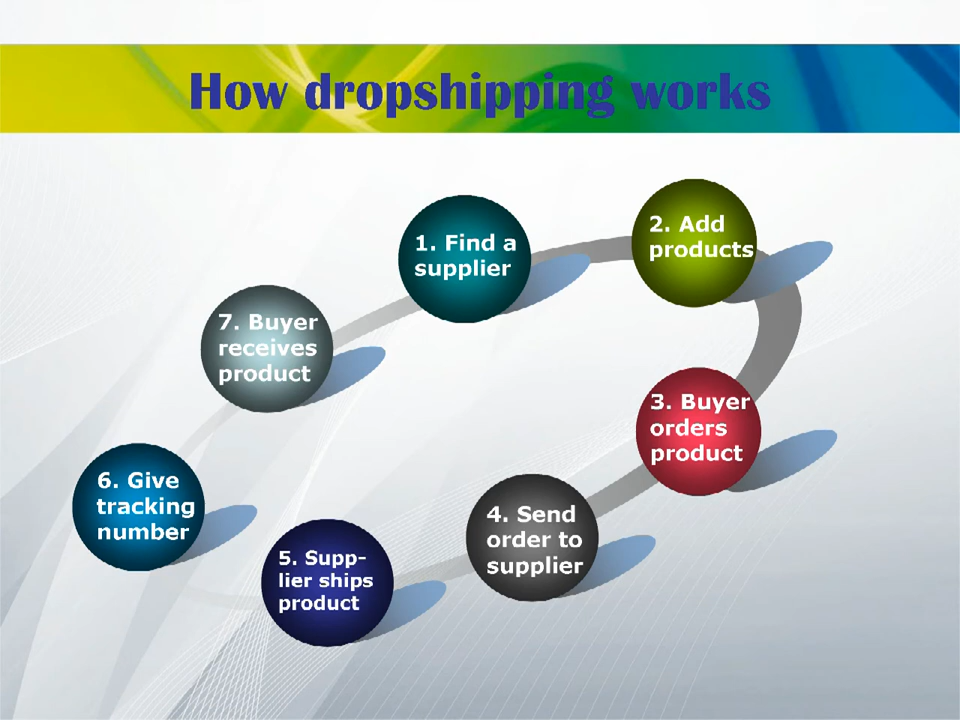 How dropshipping works
1. Find a
supplier
2. Add
products
3. Buyer
orders
product
4. Send
order to
supplier
5. Supp-
lier ships
product
6. Give
tracking
number
7. Buyer
receives
product